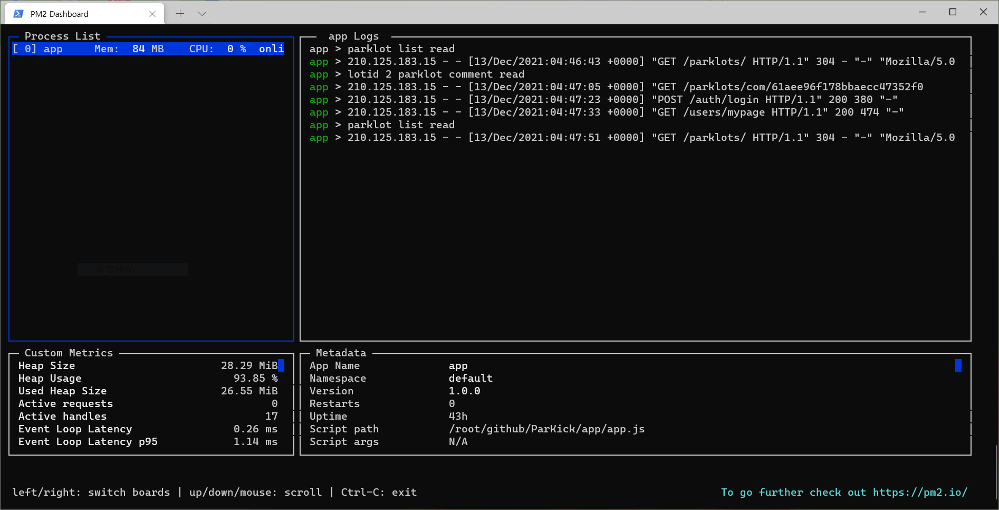 PM2 Dashboard
Process List
[ 0] app     Mem:  84 MB    CPU:  0 %  onli
app Logs
app > parklot list read
app > 210.125.183.15 - - [13/Dec/2021:04:46:43 +0000] "GET /parklots/ HTTP/1.1" 304 - "-" "Mozilla/5.0
app > lotid 2 parklot comment read
app > 210.125.183.15 - - [13/Dec/2021:04:47:05 +0000] "GET /parklots/com/61aee96f178bbaecc47352f0
app > 210.125.183.15 - - [13/Dec/2021:04:47:23 +0000] "POST /auth/login HTTP/1.1" 200 380 "-"
app > 210.125.183.15 - - [13/Dec/2021:04:47:33 +0000] "GET /users/mypage HTTP/1.1" 200 474 "-"
app > parklot list read
app > 210.125.183.15 - - [13/Dec/2021:04:47:51 +0000] "GET /parklots/ HTTP/1.1" 304 - "-" "Mozilla/5.0
Custom Metrics
Heap Size 28.29 MiB
Heap Usage 93.85 %
Used Heap Size 26.55 MiB
Active requests 0
Active handles 17
Event Loop Latency 0.26 ms
Event Loop Latency p95 1.14 ms
Metadata
App Name app
Namespace default
Version 1.0.0
Restarts 0
Uptime 43h
Script path /root/github/ParKick/app/app.js
Script args N/A
left/right: switch boards | up/down/mouse: scroll | Ctrl-C: exit
To go further check out https://pm2.io/